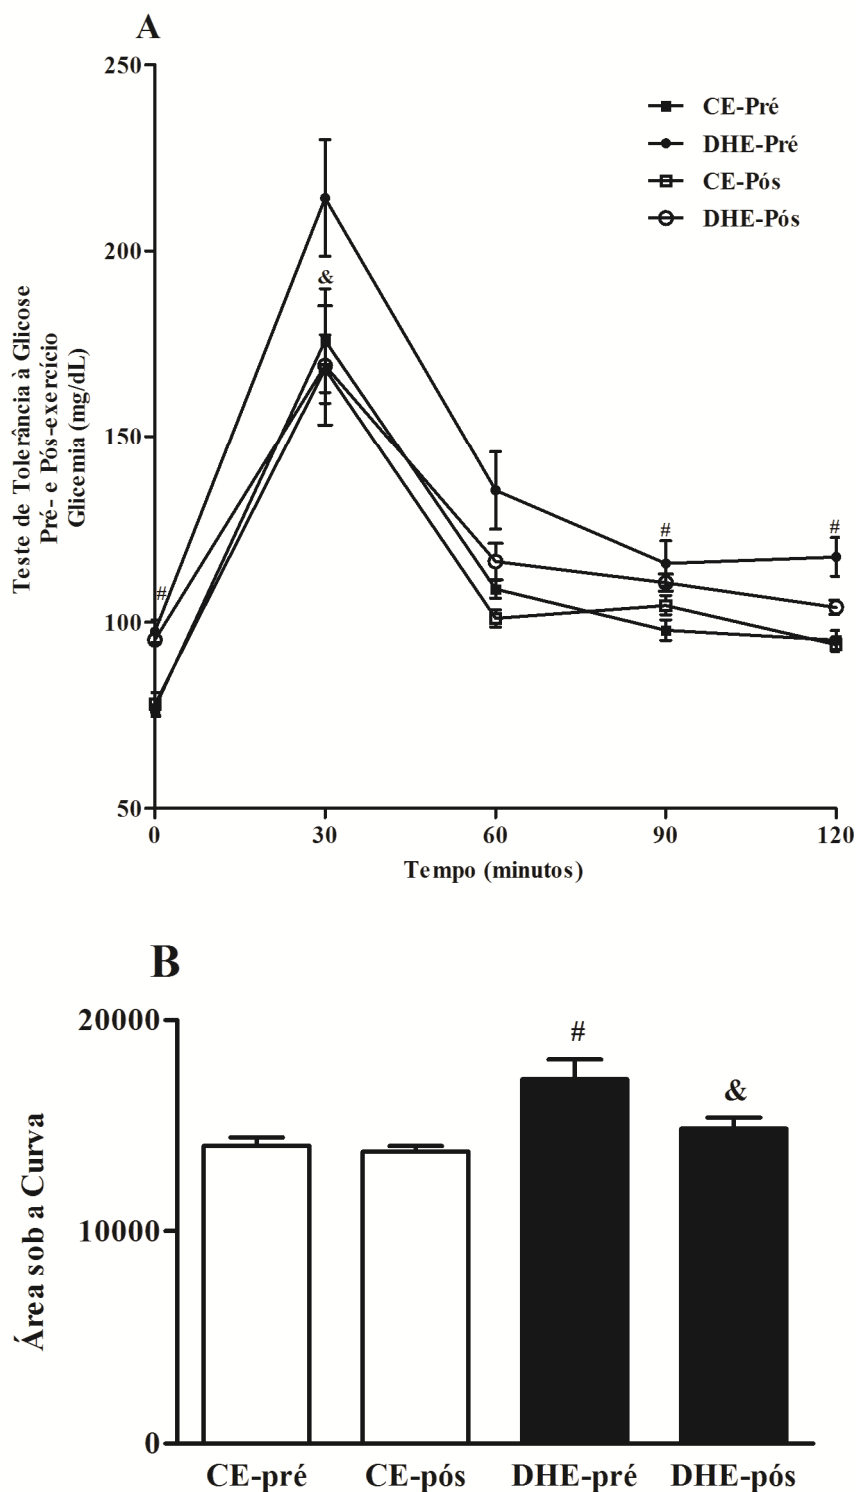 A
250
200
150
100
50
CE-Pré
DHE-Pré
CE-Pós
DHE-Pós
Teste de Tolerância à Glicose
Pré- e Pós-exercício
Glicemia (mg/dL)
#
&
#
#
0 30 60 90 120
Tempo (minutos)
B
20000
10000
0
Área sob a Curva
#
&
CE-pré CE-pós DHE-pré DHE-pós